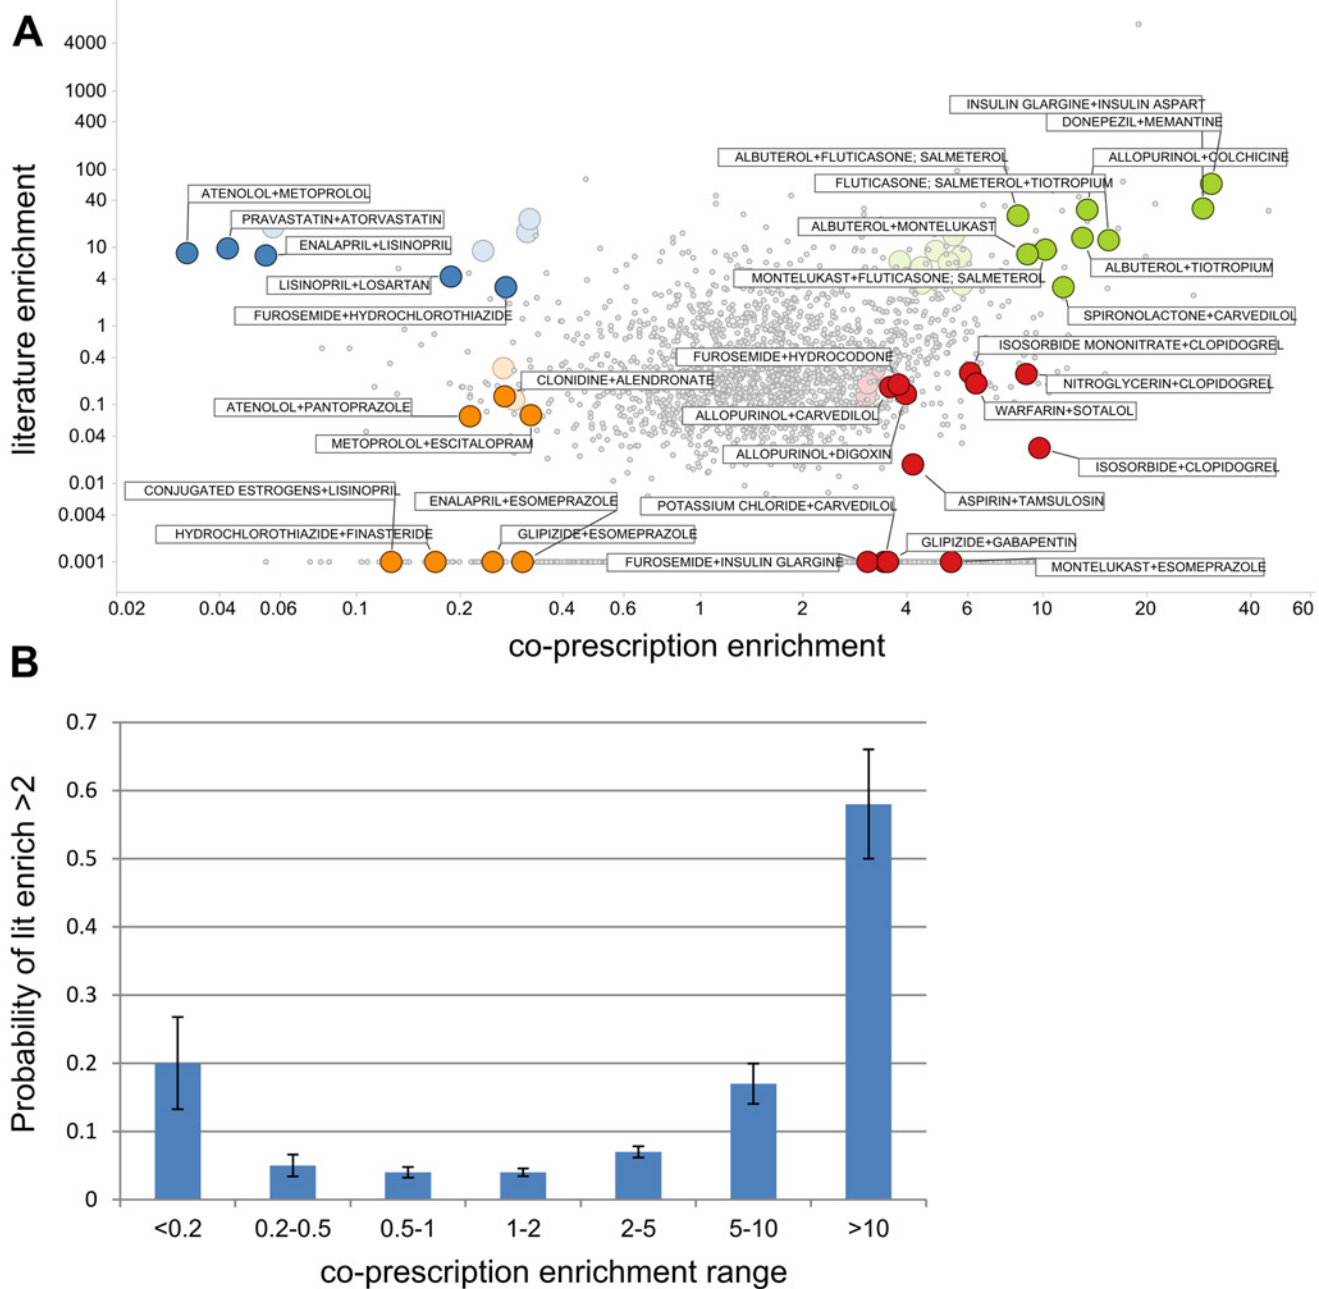 A
4000
1000
400
100
40
10
4
1
0.4
0.1
0.04
0.01
0.004
0.001
literature enrichment
INSULIN GLARGINE+INSULIN ASPART
DONEPEZIL+MEMANTINE
ALBUTEROL+FLUTICASONE; SALMETEROL
ALLOPURINOL+COLCHICINE
FLUTICASONE; SALMETEROL+TIOTROPIUM
ATENOLOL+METOPROLOL
PRAVASTATIN+ATORVASTATIN
ALBUTEROL+MONTELUKAST
ENALAPRIL+LISINOPRIL
ALBUTEROL+TIOTROPIUM
MONTELUKAST+FLUTICASONE; SALMETEROL
LISINOPRIL+LOSARTAN
FUROSEMIDE+HYDROCHLOROTHIAZIDE
SPIRONOLACTONE+CARVEDILOL
ISOSORBIDE MONONITRATE+CLOPIDOGREL
FUROSEMIDE+HYDROCODONE
CLONIDINE+ALENDRONATE
NITROGLYCERIN+CLOPIDOGREL
ATENOLOL+PANTOPRAZOLE
WARFARIN+SOTALOL
ALLOPURINOL+CARVEDILOL
METOPROLOL+ESCITALOPRAM
ALLOPURINOL+DIGOXIN
ISOSORBIDE+CLOPIDOGREL
CONJUGATED ESTROGENS+LISINOPRIL
ENALAPRIL+ESOMEPRAZOLE
POTASSIUM CHLORIDE+CARVEDILOL
ASPIRIN+TAMSULOSIN
HYDROCHLOROTHIAZIDE+FINASTERIDE
GLIPIZIDE+ESOMEPRAZOLE
GLIPIZIDE+GABAPENTIN
FUROSEMIDE+INSULIN GLARGINE
MONTELUKAST+ESOMEPRAZOLE
0.02 0.04 0.06 0.1 0.2 0.4 0.6 1 2 4 6 10 20 40 60
co-prescription enrichment
B
0.7
0.6
0.5
0.4
0.3
0.2
0.1
0
Probability of lit enrich >2
<0.2 0.2-0.5 0.5-1 1-2 2-5 5-10 >10
co-prescription enrichment range